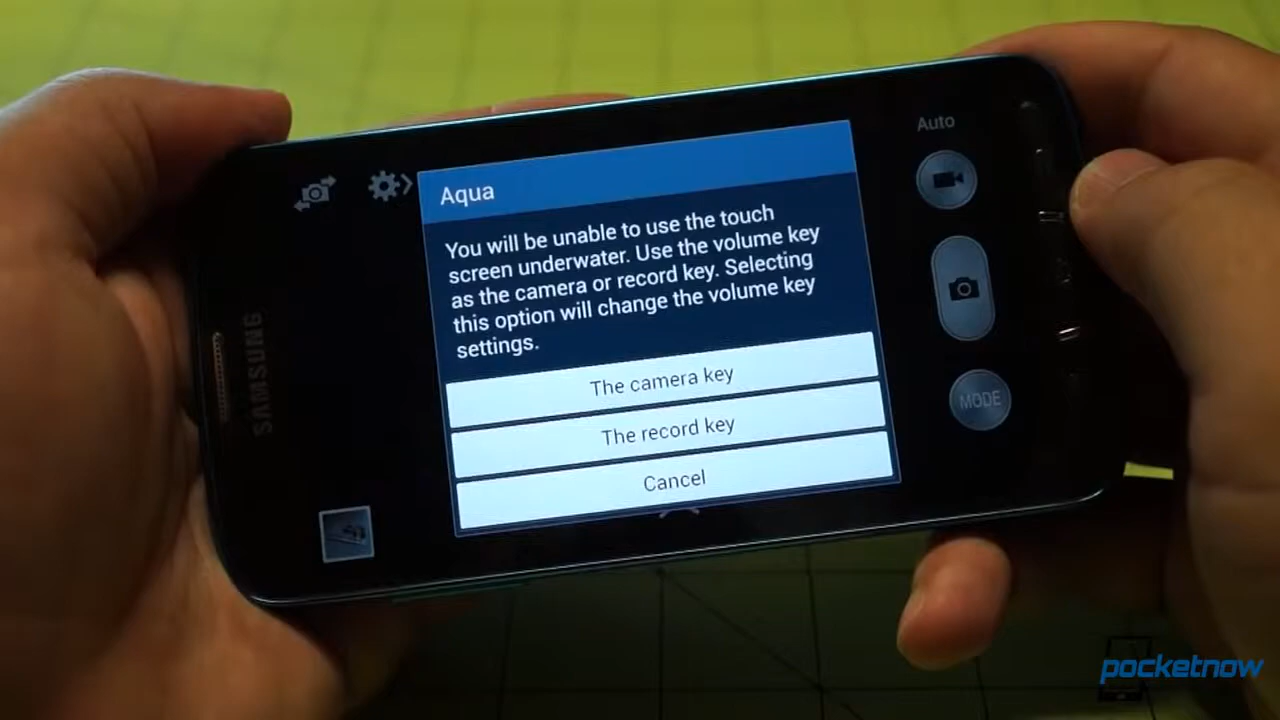 Auto
Aqua
You will be unable to use the touch
screen underwater. Use the volume key
as the camera or record key. Selecting
this option will change the volume key
settings.
The camera key
The record key
Cancel
MODE
SAMSUNG
pocketnow